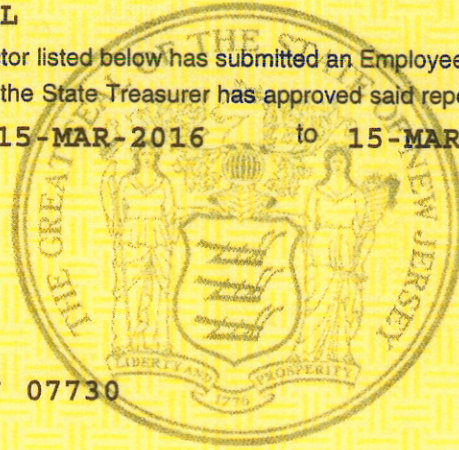 L
tor listed below has submitted an Employee
the State Treasurer has approved said repo
15-MAR-2016 to 15-MAR
THE GREAT SEAL OF THE STATE OF NEW JERSEY
LIBERTY AND PROSPERITY
1776
07730